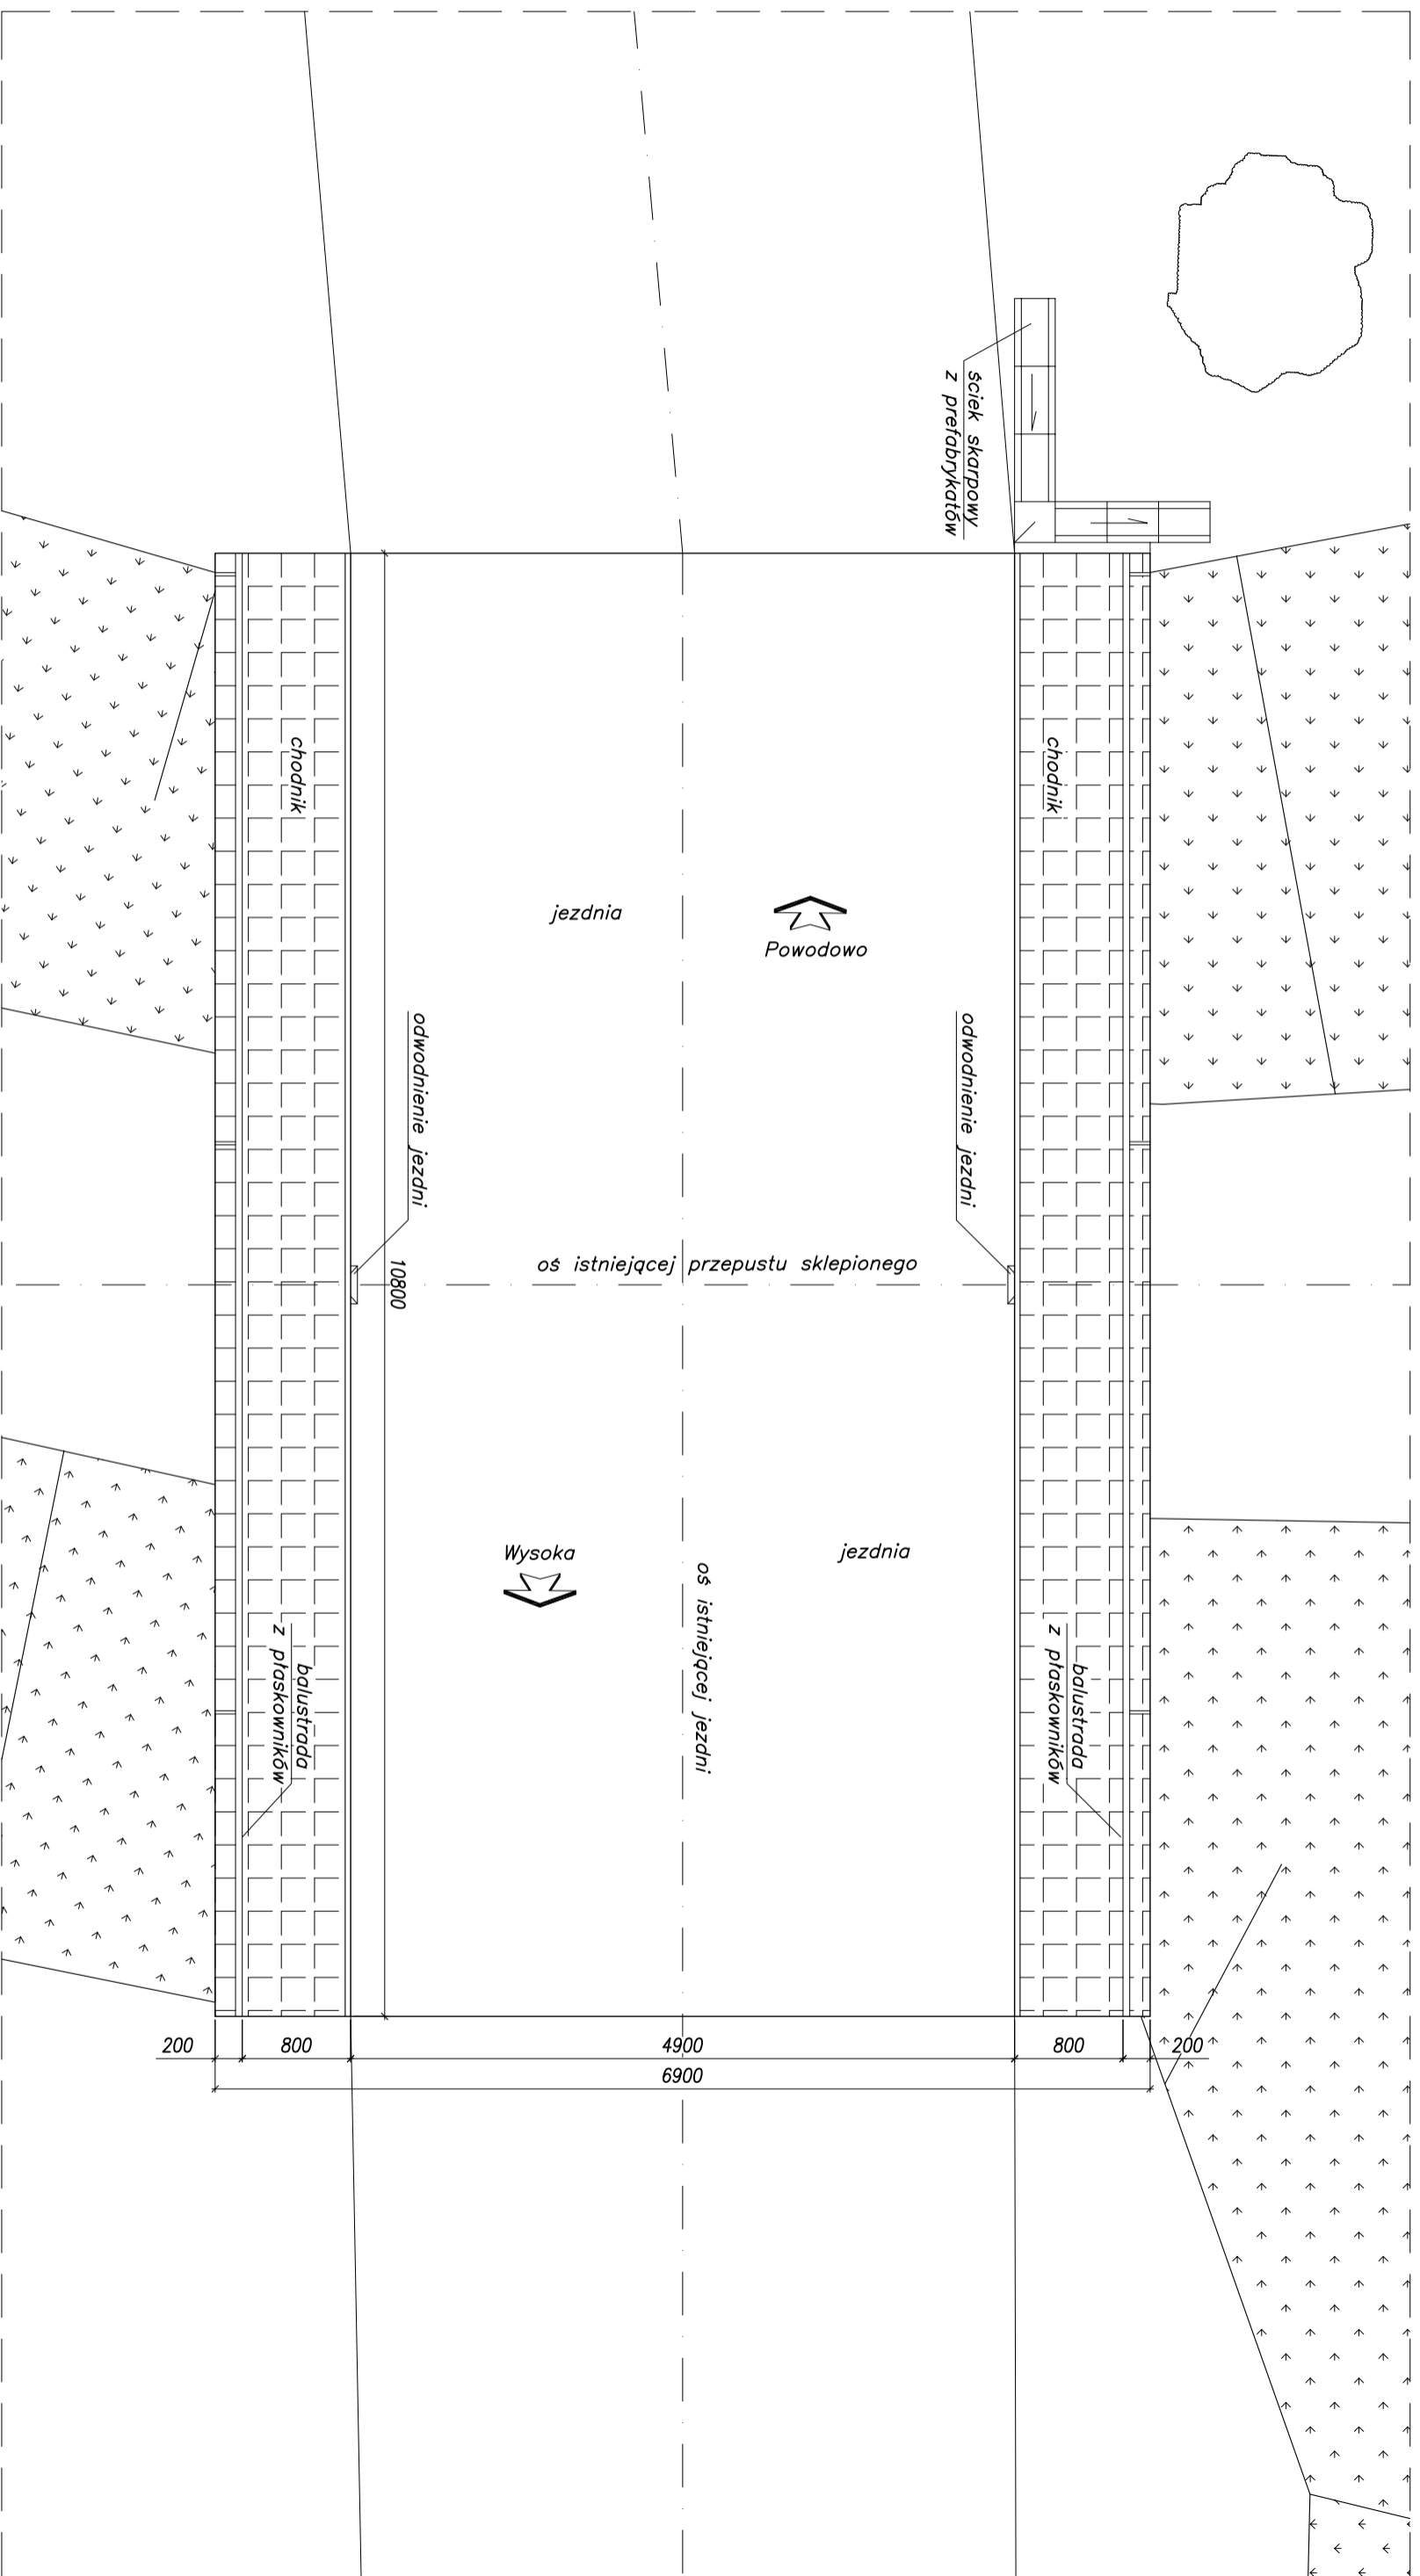 ściek skarpowy
z prefabrykatów
chodnik
chodnik
jezdnia
Powodowo
odwodnienie jezdni
odwodnienie jezdni
oś istniejącej przepustu sklepionego
10800
Wysoka
jezdnia
oś istniejącej jezdni
balustrada
z płaskowników
balustrada
z płaskowników
200
800
4900
800
200
6900